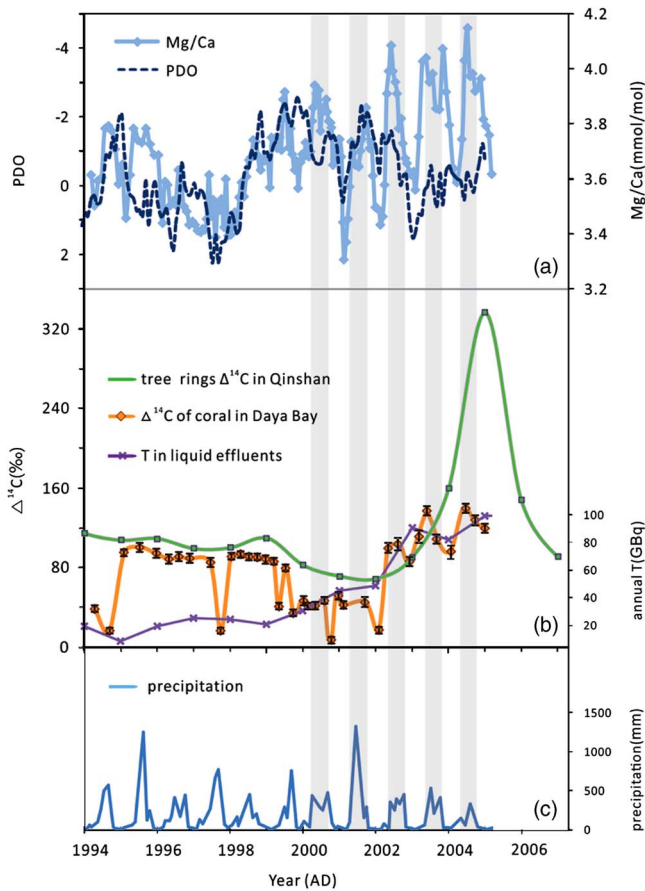 -4
-2
0
2
PDO
Mg/Ca
PDO
4.2
4.0
3.8
3.6
3.4
3.2
Mg/Ca(mmol/mol)
(a)
320
240
160
80
0
Δ¹⁴C(‰)
tree rings Δ¹⁴C in Qinshan
Δ¹⁴C of coral in Daya Bay
T in liquid effluents
100
80
60
40
20
annual T(GBq)
(b)
precipitation
1500
1000
500
0
precipitation(mm)
(c)
1994 1996 1998 2000 2002 2004 2006
Year (AD)